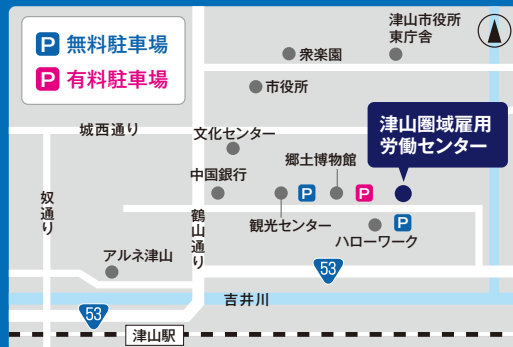 P 無料駐車場
P 有料駐車場
津山市役所
東庁舎
衆楽園
市役所
城西通り
文化センター
津山圏域雇用
労働センター
郷土博物館
中国銀行
P
P
奴通り
鶴山通り
観光センター
P
ハローワーク
アルネ津山
53
吉井川
53
津山駅